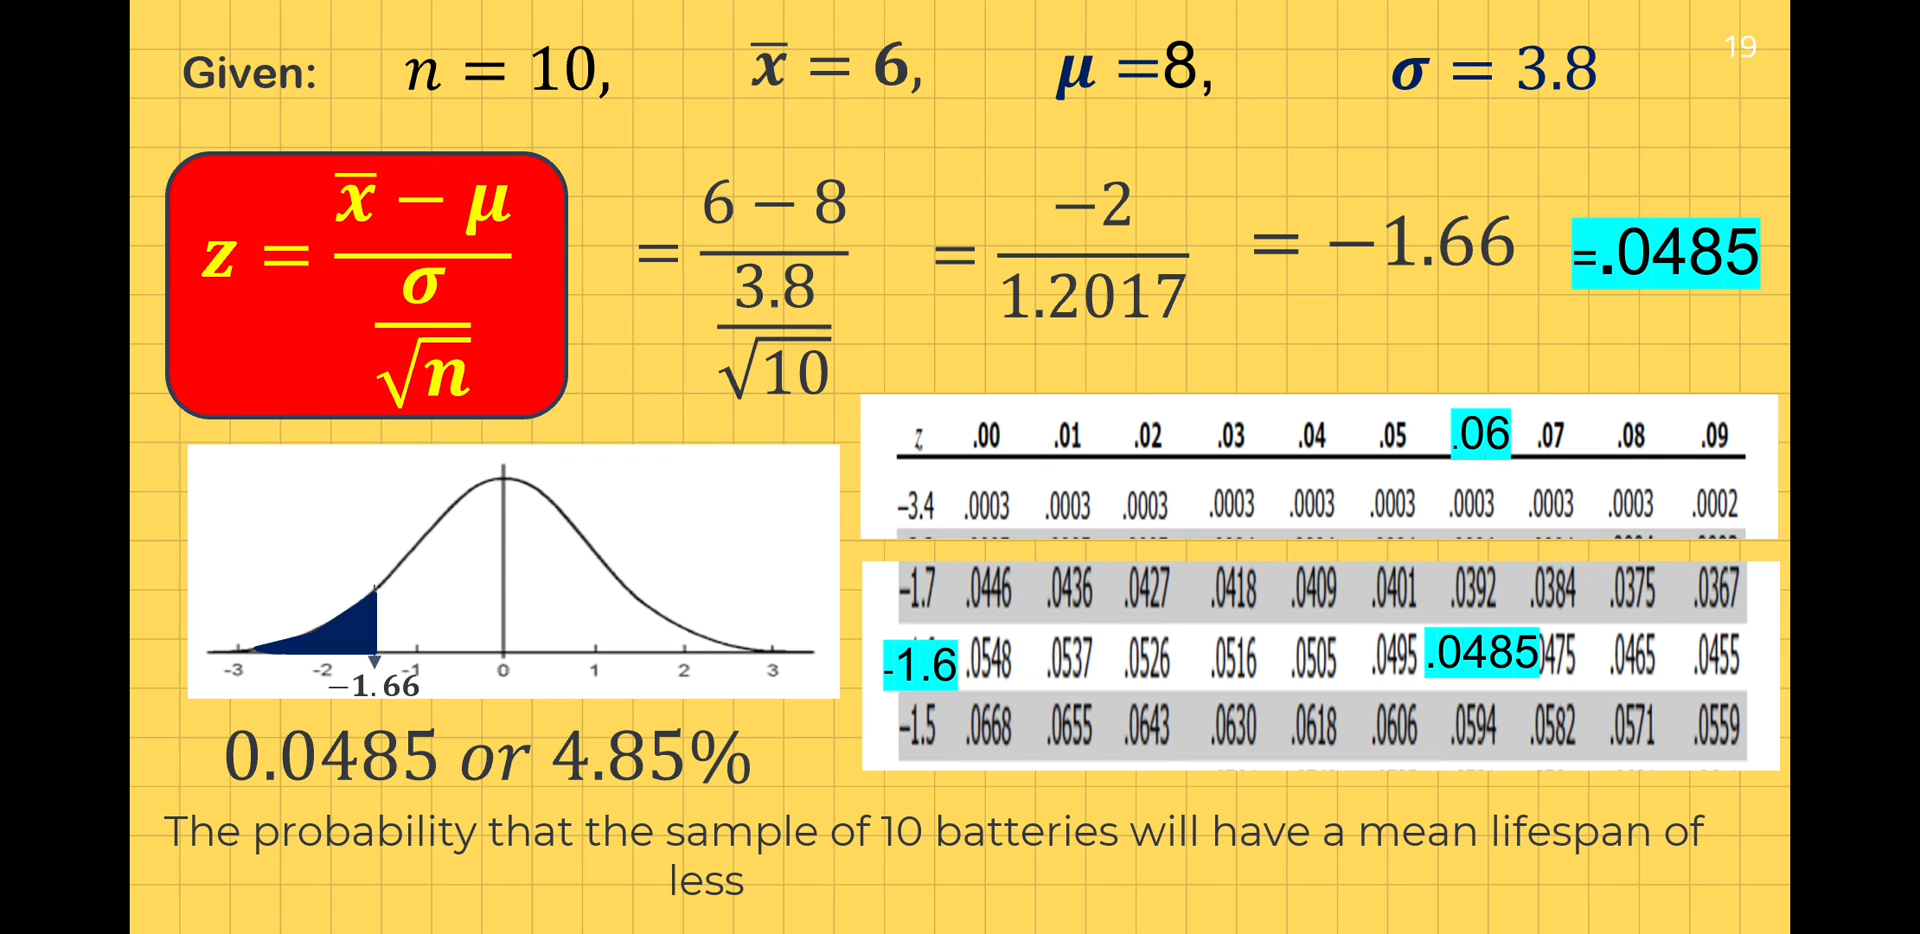 19
Given: n = 10, x̅ = 6, μ =8, σ = 3.8
z = (x̅ − μ) / (σ / √n) = (6 − 8) / (3.8 / √10) = −2 / 1.2017 = −1.66 =.0485
z .00 .01 .02 .03 .04 .05 .06 .07 .08 .09
−3.4 .0003 .0003 .0003 .0003 .0003 .0003 .0003 .0003 .0003 .0002
−1.7 .0446 .0436 .0427 .0418 .0409 .0401 .0392 .0384 .0375 .0367
-1.6 .0548 .0537 .0526 .0516 .0505 .0495 .0485 .0465 .0455
−1.5 .0668 .0655 .0643 .0630 .0618 .0606 .0594 .0582 .0571 .0559
-3 -2 -1 0 1 2 3
−1.66
0.0485 or 4.85%
The probability that the sample of 10 batteries will have a mean lifespan of
less